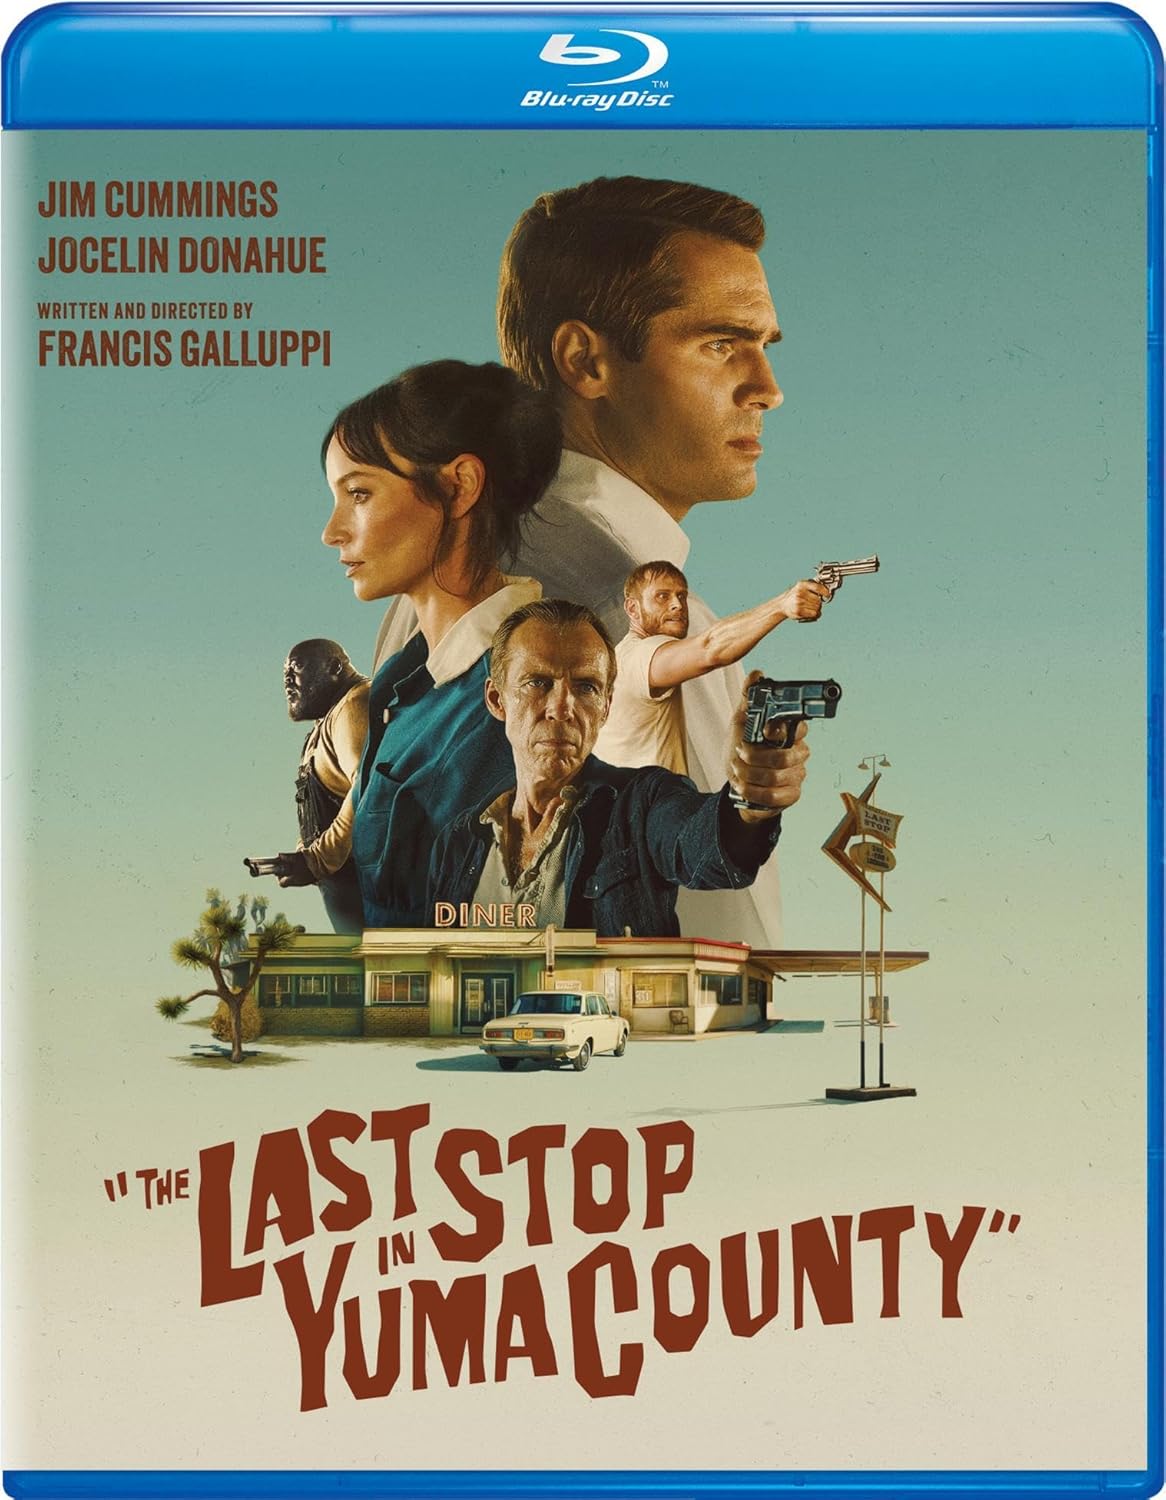 Blu-ray Disc
TM
JIM CUMMINGS
JOCELIN DONAHUE
WRITTEN AND DIRECTED BY
FRANCIS GALLUPPI
LAST
STOP
DINER
"THE LAST STOP
IN
YUMA COUNTY"